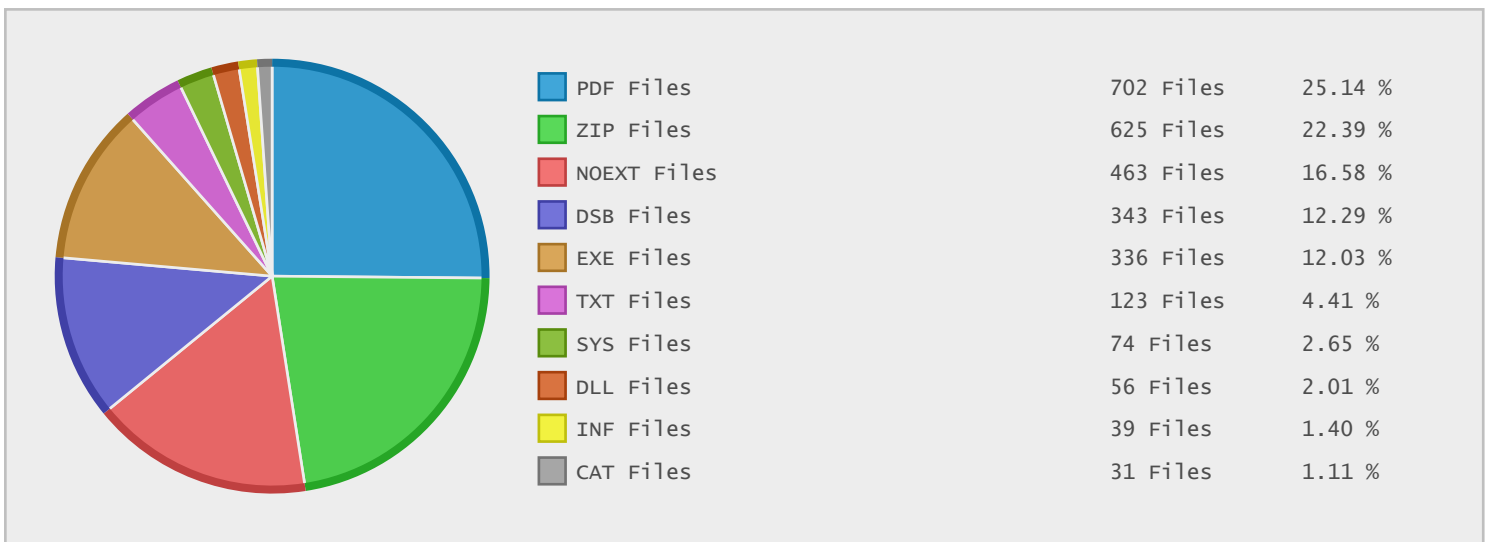 PDF Files 702 Files 25.14 %
ZIP Files 625 Files 22.39 %
NOEXT Files 463 Files 16.58 %
DSB Files 343 Files 12.29 %
EXE Files 336 Files 12.03 %
TXT Files 123 Files 4.41 %
SYS Files 74 Files 2.65 %
DLL Files 56 Files 2.01 %
INF Files 39 Files 1.40 %
CAT Files 31 Files 1.11 %